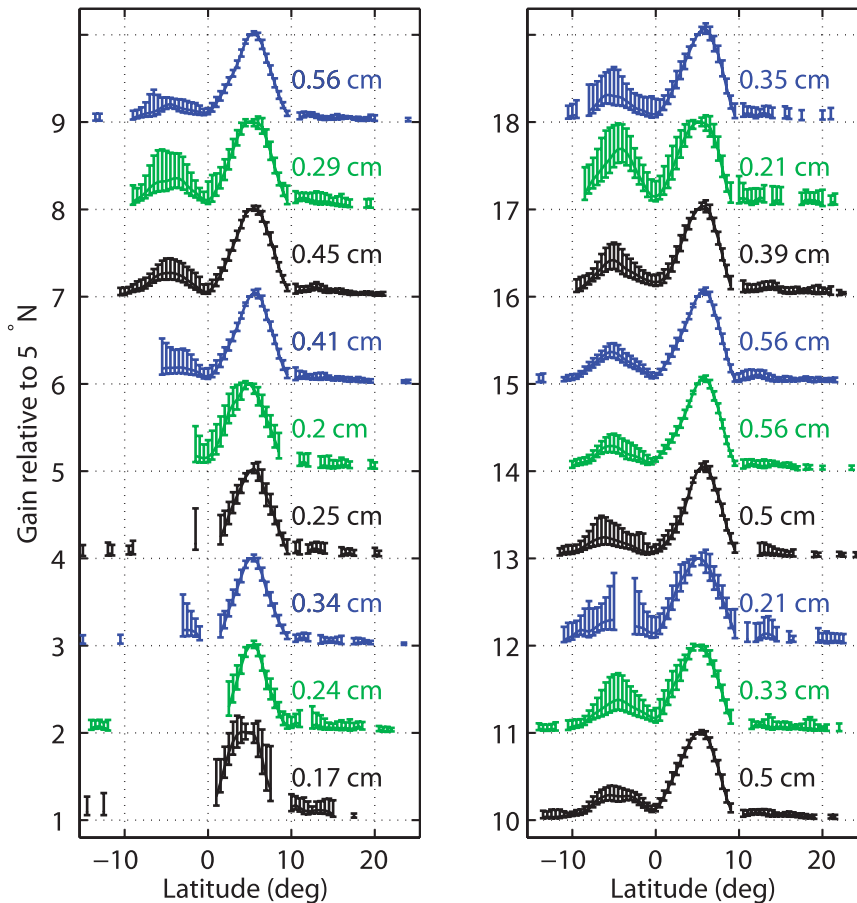 Gain relative to 5 ° N
9
8
7
6
5
4
3
2
1
0.56 cm
0.29 cm
0.45 cm
0.41 cm
0.2 cm
0.25 cm
0.34 cm
0.24 cm
0.17 cm
−10 0 10 20
Latitude (deg)
18
17
16
15
14
13
12
11
10
0.35 cm
0.21 cm
0.39 cm
0.56 cm
0.56 cm
0.5 cm
0.21 cm
0.33 cm
0.5 cm
−10 0 10 20
Latitude (deg)